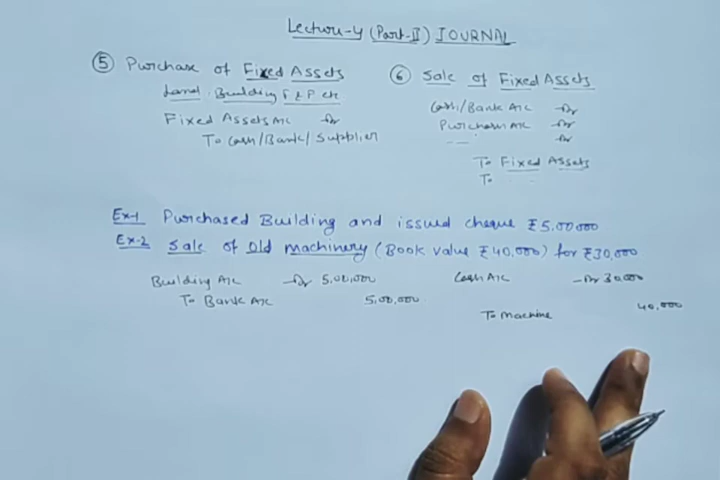 Lecture-4 (Part-II) JOURNAL
⑤ Purchase of Fixed Assets
Land, Building, F & F etc
Fixed Assets A/c Dr
To Cash/Bank/Supplier
⑥ Sale of Fixed Assets
Cash/Bank A/c Dr
Purchaser A/c Dr
Dr
To Fixed Assets
To
Ex-1 Purchased Building and issued cheque ₹5,00,000
Ex-2 Sale of Old machinery (Book value ₹40,000) for ₹30,000
Building A/c Dr 5,00,000
To Bank A/c 5,00,000
Cash A/c Dr 30,000
To machine 40,000